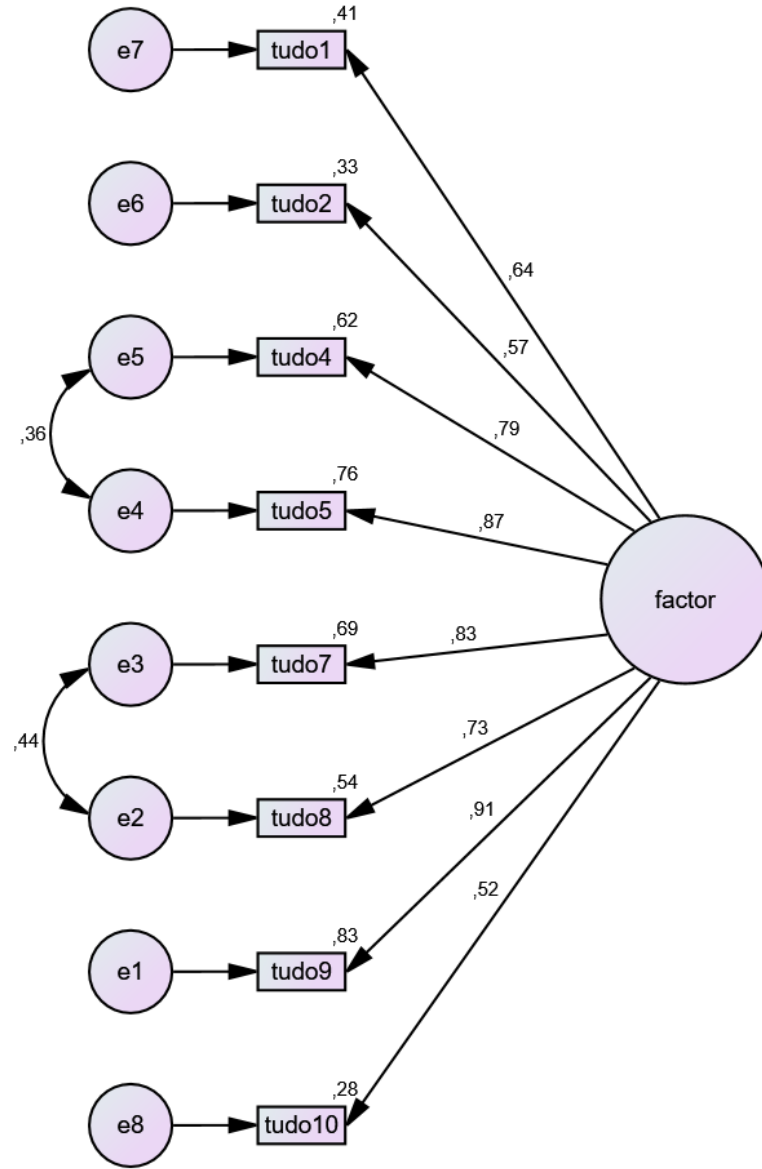 ,41
e7
tudo1
,33
e6
tudo2
,64
,62
,57
e5
tudo4
,79
,36
,76
e4
tudo5
,87
factor
,69
,83
e3
tudo7
,44
,73
,54
e2
tudo8
,91
,52
,83
e1
tudo9
,28
e8
tudo10